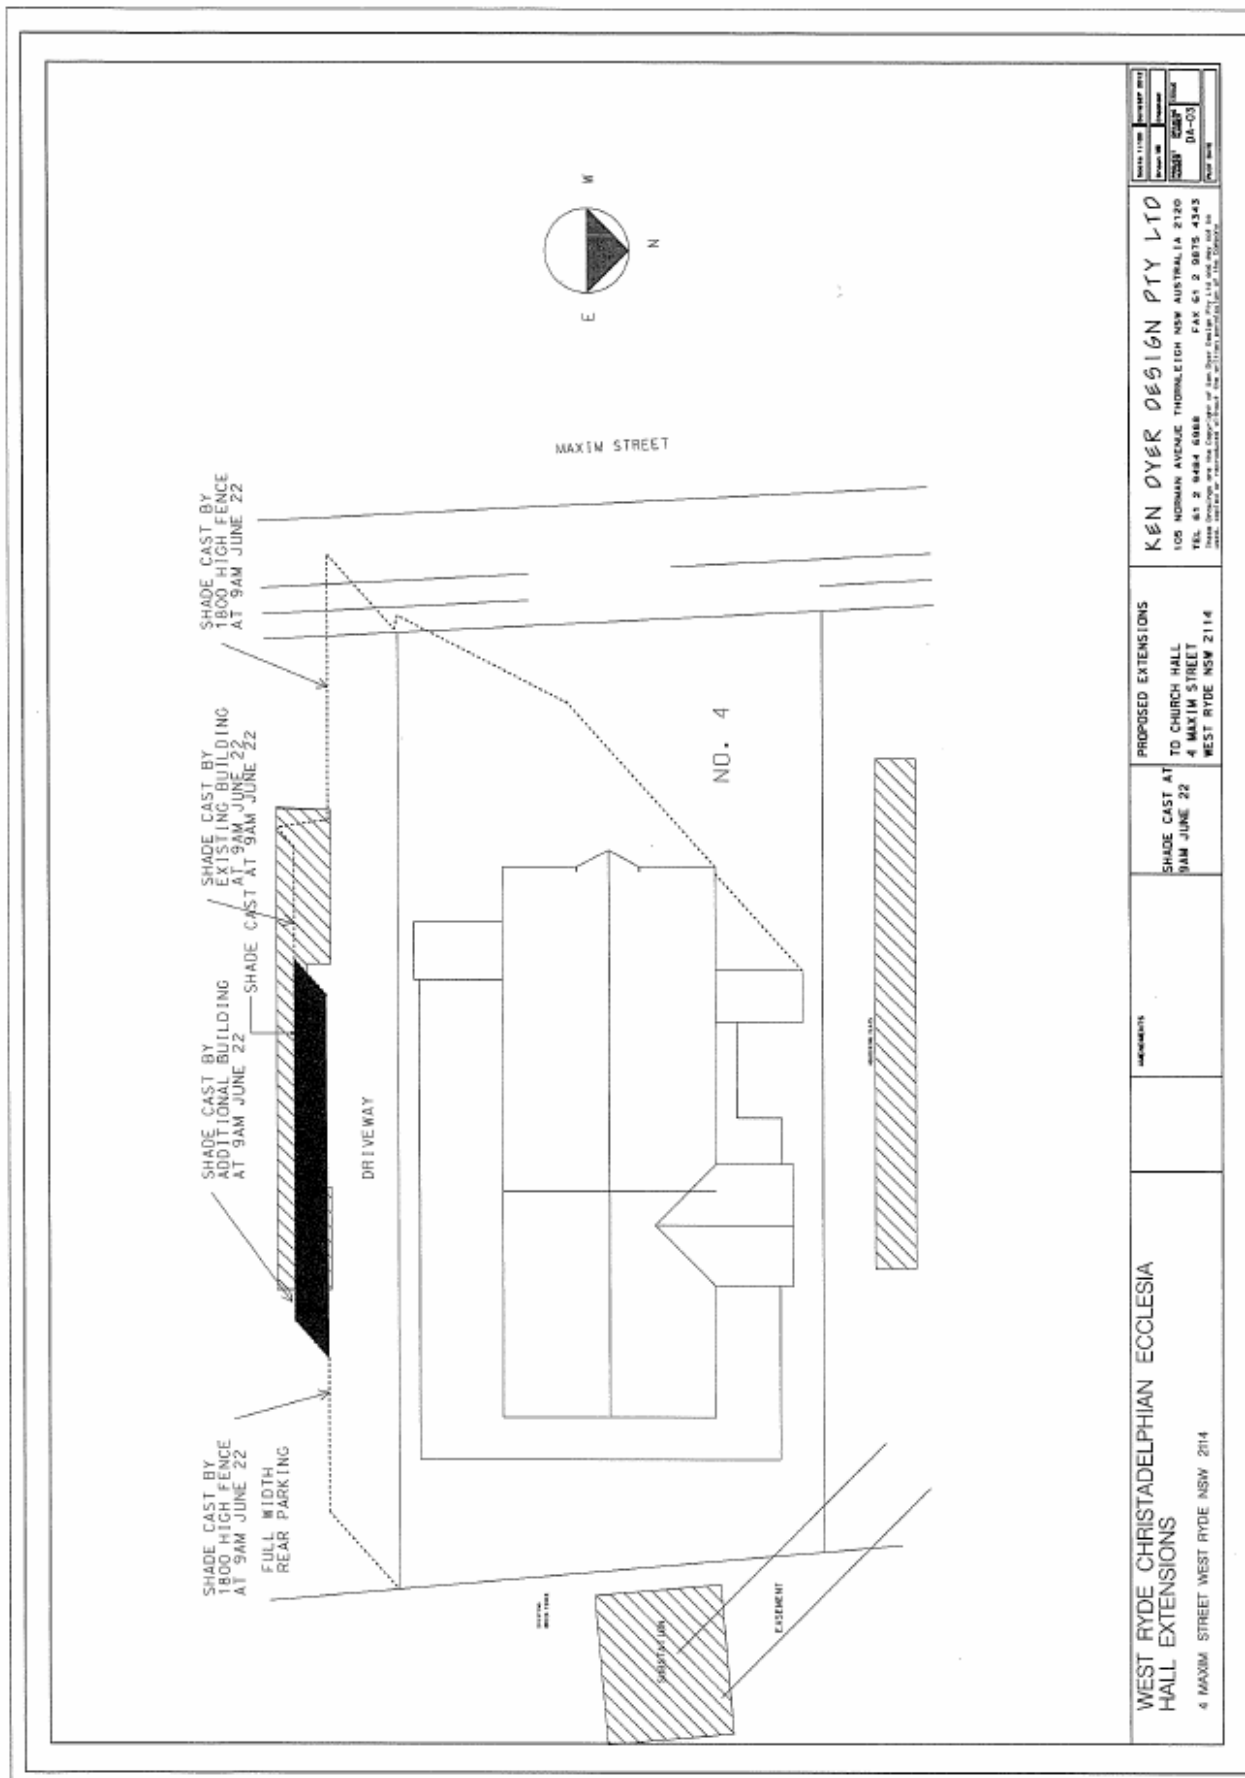 SHADE CAST BY
1800 HIGH FENCE
AT 9AM JUNE 22
FULL WIDTH
REAR PARKING
SHADE CAST BY
ADDITIONAL BUILDING
AT 9AM JUNE 22
SHADE CAST BY
EXISTING BUILDING
AT 9AM JUNE 22
SHADE CAST AT 9AM JUNE 22
SHADE CAST BY
1800 HIGH FENCE
AT 9AM JUNE 22
DRIVEWAY
MAXIM STREET
E
W
N
NO. 4
SUBSTATION
EASEMENT
WEST RYDE CHRISTADELPHIAN ECCLESIA
HALL EXTENSIONS
4 MAXIM STREET WEST RYDE NSW 2114
AMENDMENTS
SHADE CAST AT
9AM JUNE 22
PROPOSED EXTENSIONS
TO CHURCH HALL
4 MAXIM STREET
WEST RYDE NSW 2114
KEN DYER DESIGN PTY LTD
105 NORMAN AVENUE THORNLEIGH NSW AUSTRALIA 2120
TEL 61 2 9484 6988 FAX 61 2 9875 4343
DA-03